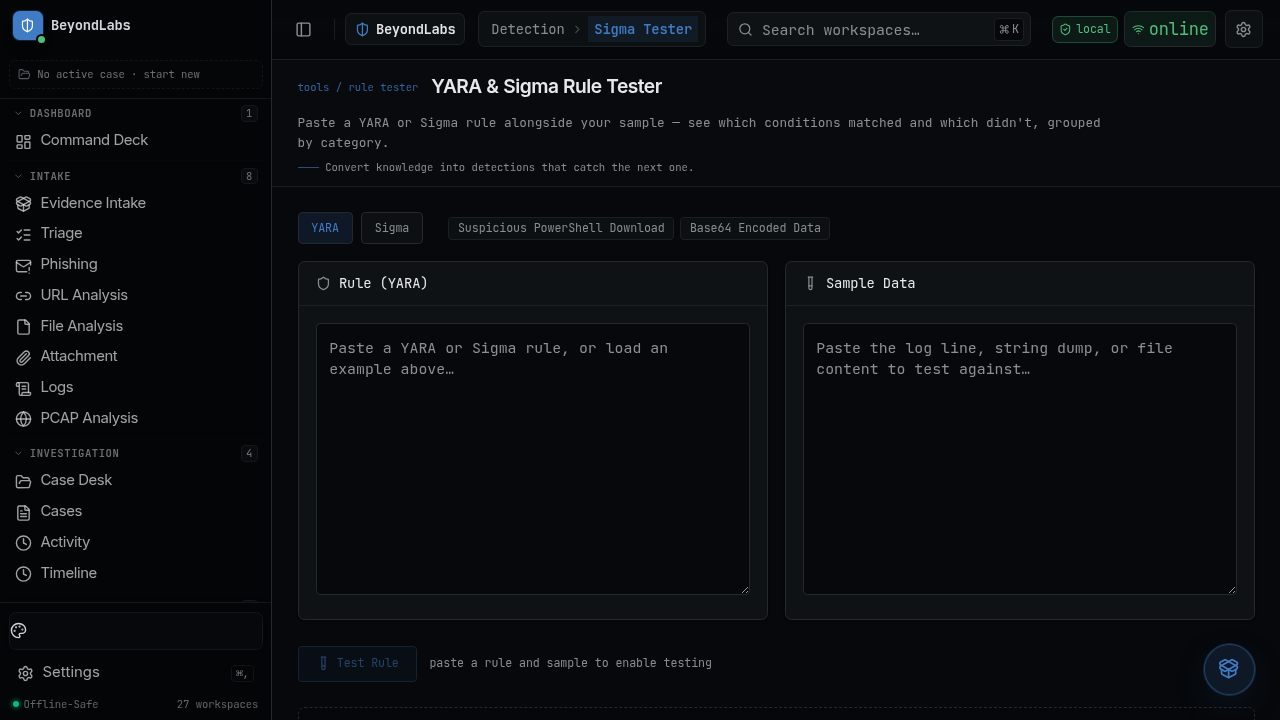 BeyondLabs
No active case · start new
DASHBOARD 1
Command Deck
INTAKE 8
Evidence Intake
Triage
Phishing
URL Analysis
File Analysis
Attachment
Logs
PCAP Analysis
INVESTIGATION 4
Case Desk
Cases
Activity
Timeline
Settings ⌘,
Offline-Safe 27 workspaces
BeyondLabs Detection > Sigma Tester Search workspaces… ⌘K local online
tools / rule tester YARA & Sigma Rule Tester
Paste a YARA or Sigma rule alongside your sample — see which conditions matched and which didn't, grouped
by category.
—— Convert knowledge into detections that catch the next one.
YARA Sigma Suspicious PowerShell Download Base64 Encoded Data
Rule (YARA)
Paste a YARA or Sigma rule, or load an
example above…
Sample Data
Paste the log line, string dump, or file
content to test against…
Test Rule paste a rule and sample to enable testing